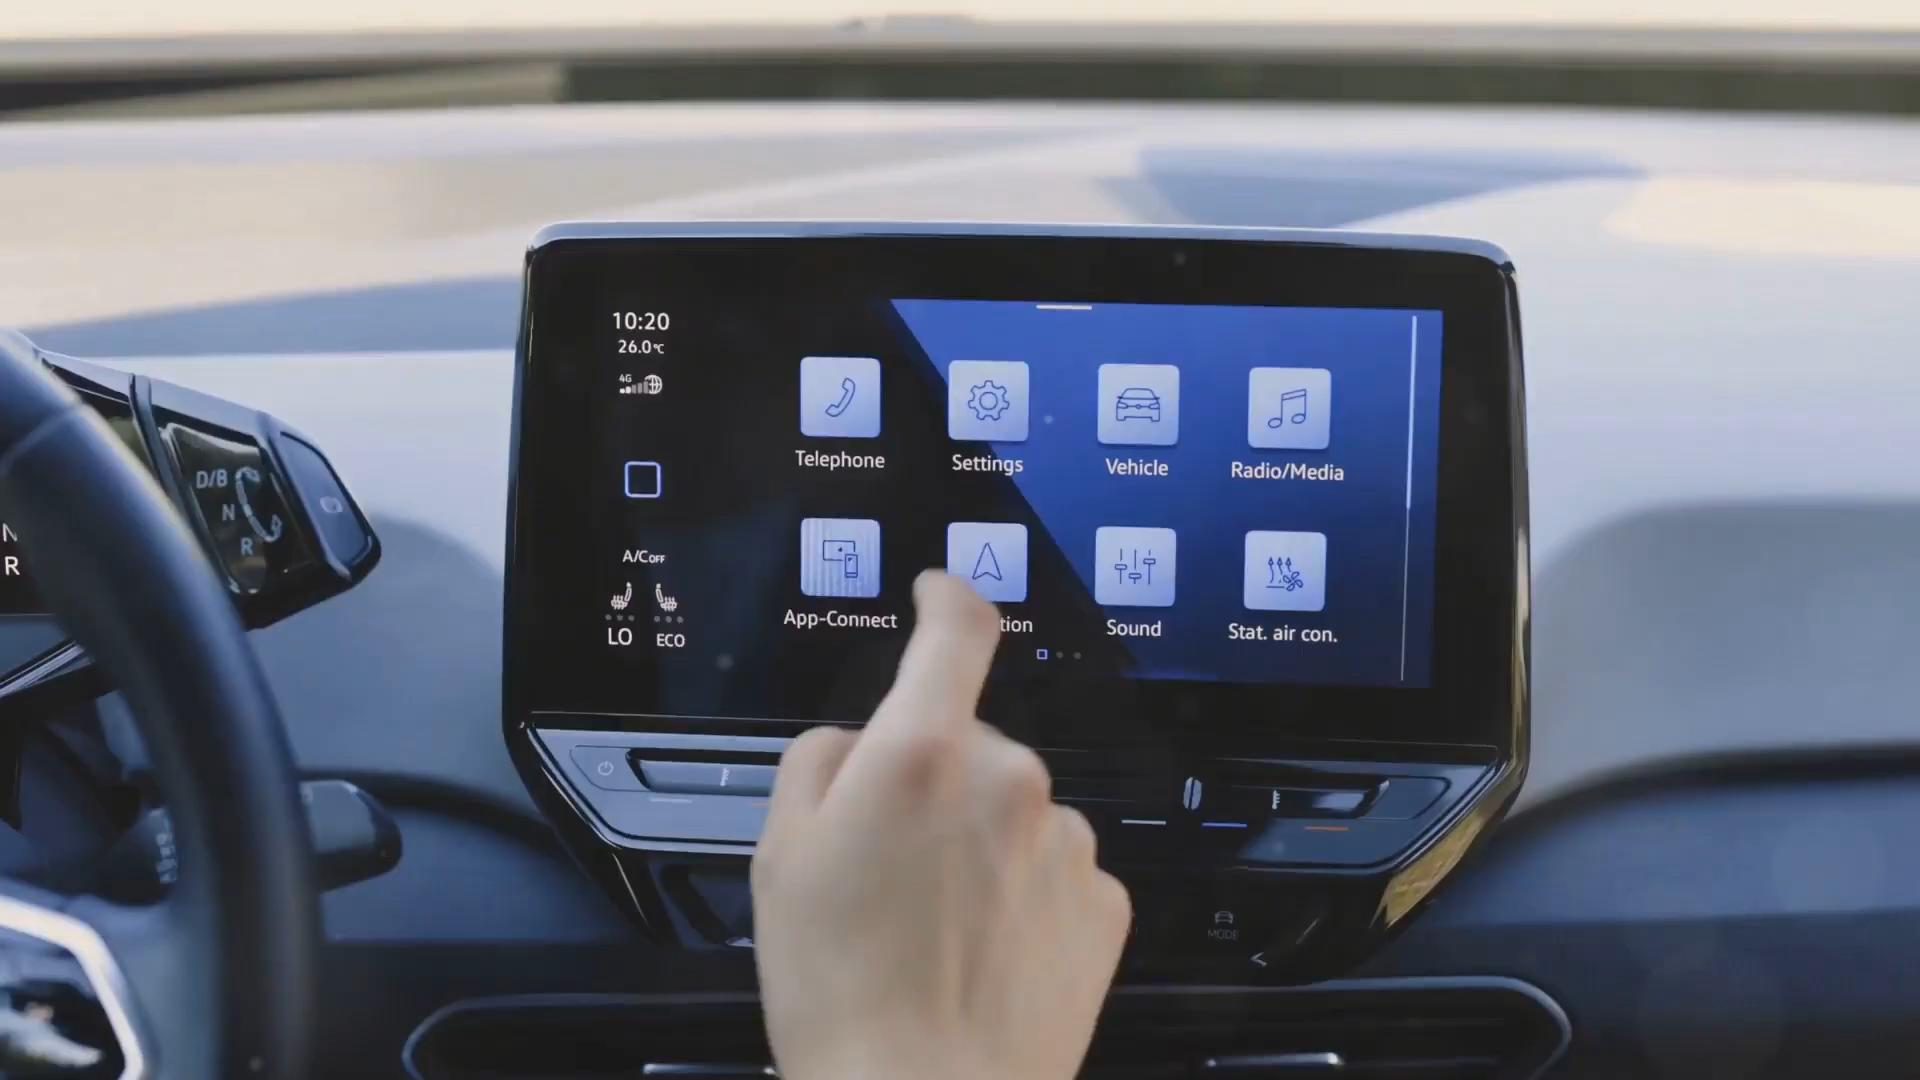 10:20
26.0°C
4G
Telephone
Settings
Vehicle
Radio/Media
App-Connect
tion
Sound
Stat. air con.
A/C OFF
LO
ECO
D/B
N
R
N
R
MODE